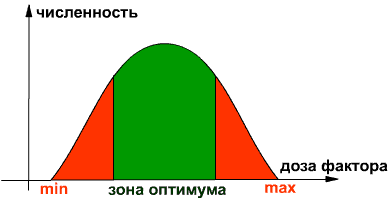 численность
доза фактора
min
зона оптимума
max